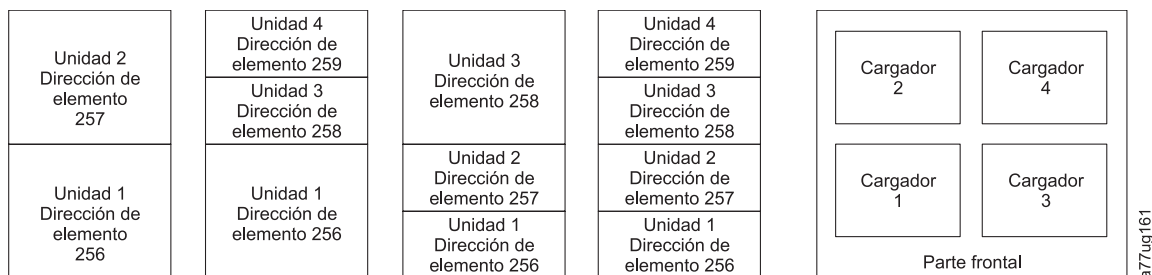 Unidad 2
Dirección de
elemento
257
Unidad 1
Dirección de
elemento
256
Unidad 4
Dirección de
elemento 259
Unidad 3
Dirección de
elemento 258
Unidad 1
Dirección de
elemento 256
Unidad 3
Dirección de
elemento 258
Unidad 2
Dirección de
elemento 257
Unidad 1
Dirección de
elemento 256
Unidad 4
Dirección de
elemento 259
Unidad 3
Dirección de
elemento 258
Unidad 2
Dirección de
elemento 257
Unidad 1
Dirección de
elemento 256
Cargador
2
Cargador
4
Cargador
1
Cargador
3
Parte frontal
a77ug161